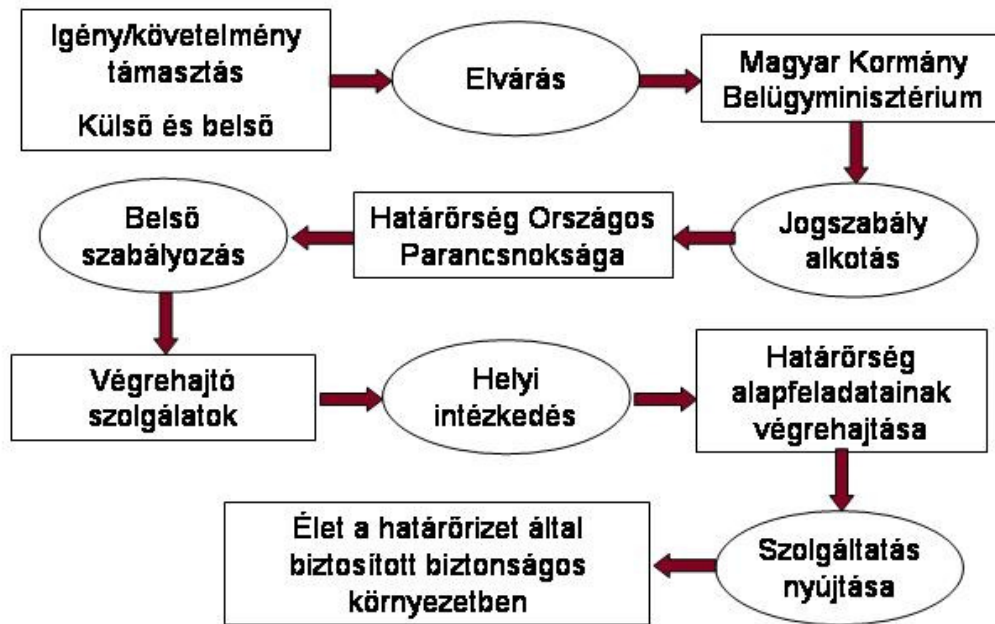 Igény/követelmény
támasztás
Külső és belső
Elvárás
Magyar Kormány
Belügyminisztérium
Jogszabály
alkotás
Határőrség Országos
Parancsnoksága
Belső
szabályozás
Végrehajtó
szolgálatok
Helyi
intézkedés
Határőrség
alapfeladatainak
végrehajtása
Szolgáltatás
nyújtása
Élet a határőrizet által
biztosított biztonságos
környezetben